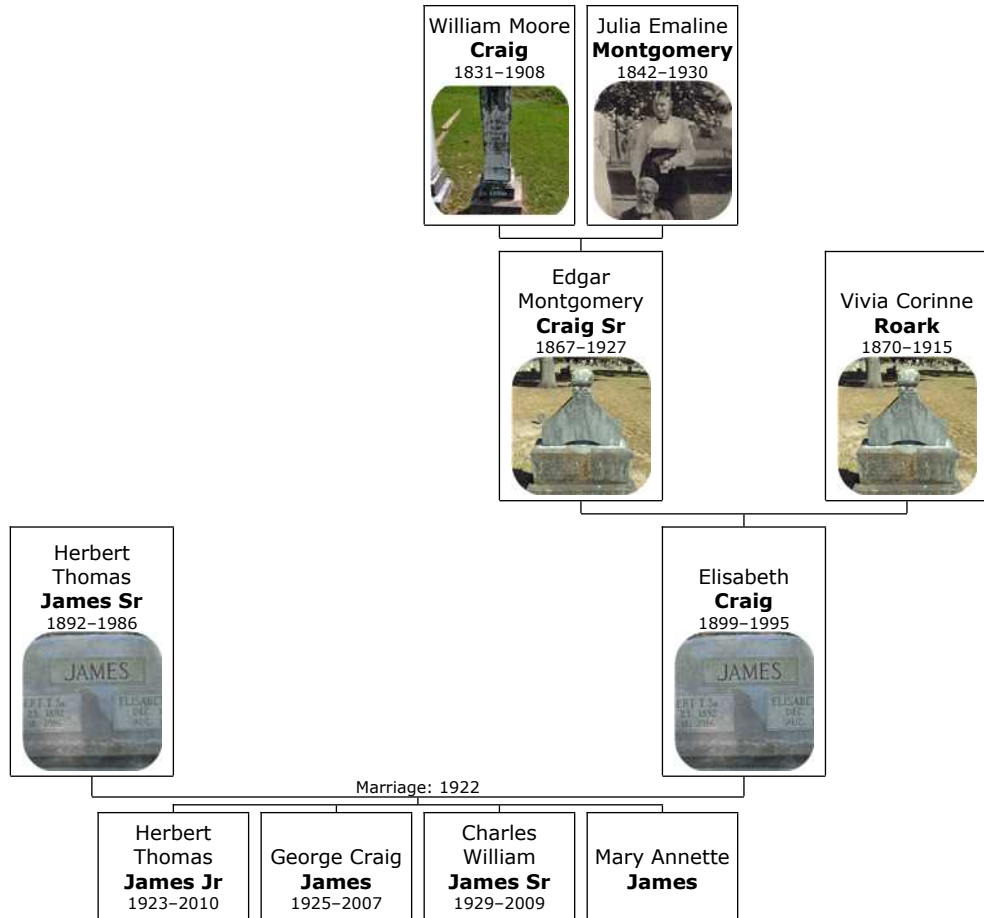 William Moore
Craig
1831–1908
Julia Emaline
Montgomery
1842–1930
Edgar
Montgomery
Craig Sr
1867–1927
Vivia Corinne
Roark
1870–1915
Herbert
Thomas
James Sr
1892–1986
JAMES
Elisabeth
Craig
1899–1995
JAMES
Marriage: 1922
Herbert
Thomas
James Jr
1923–2010
George Craig
James
1925–2007
Charles
William
James Sr
1929–2009
Mary Annette
James